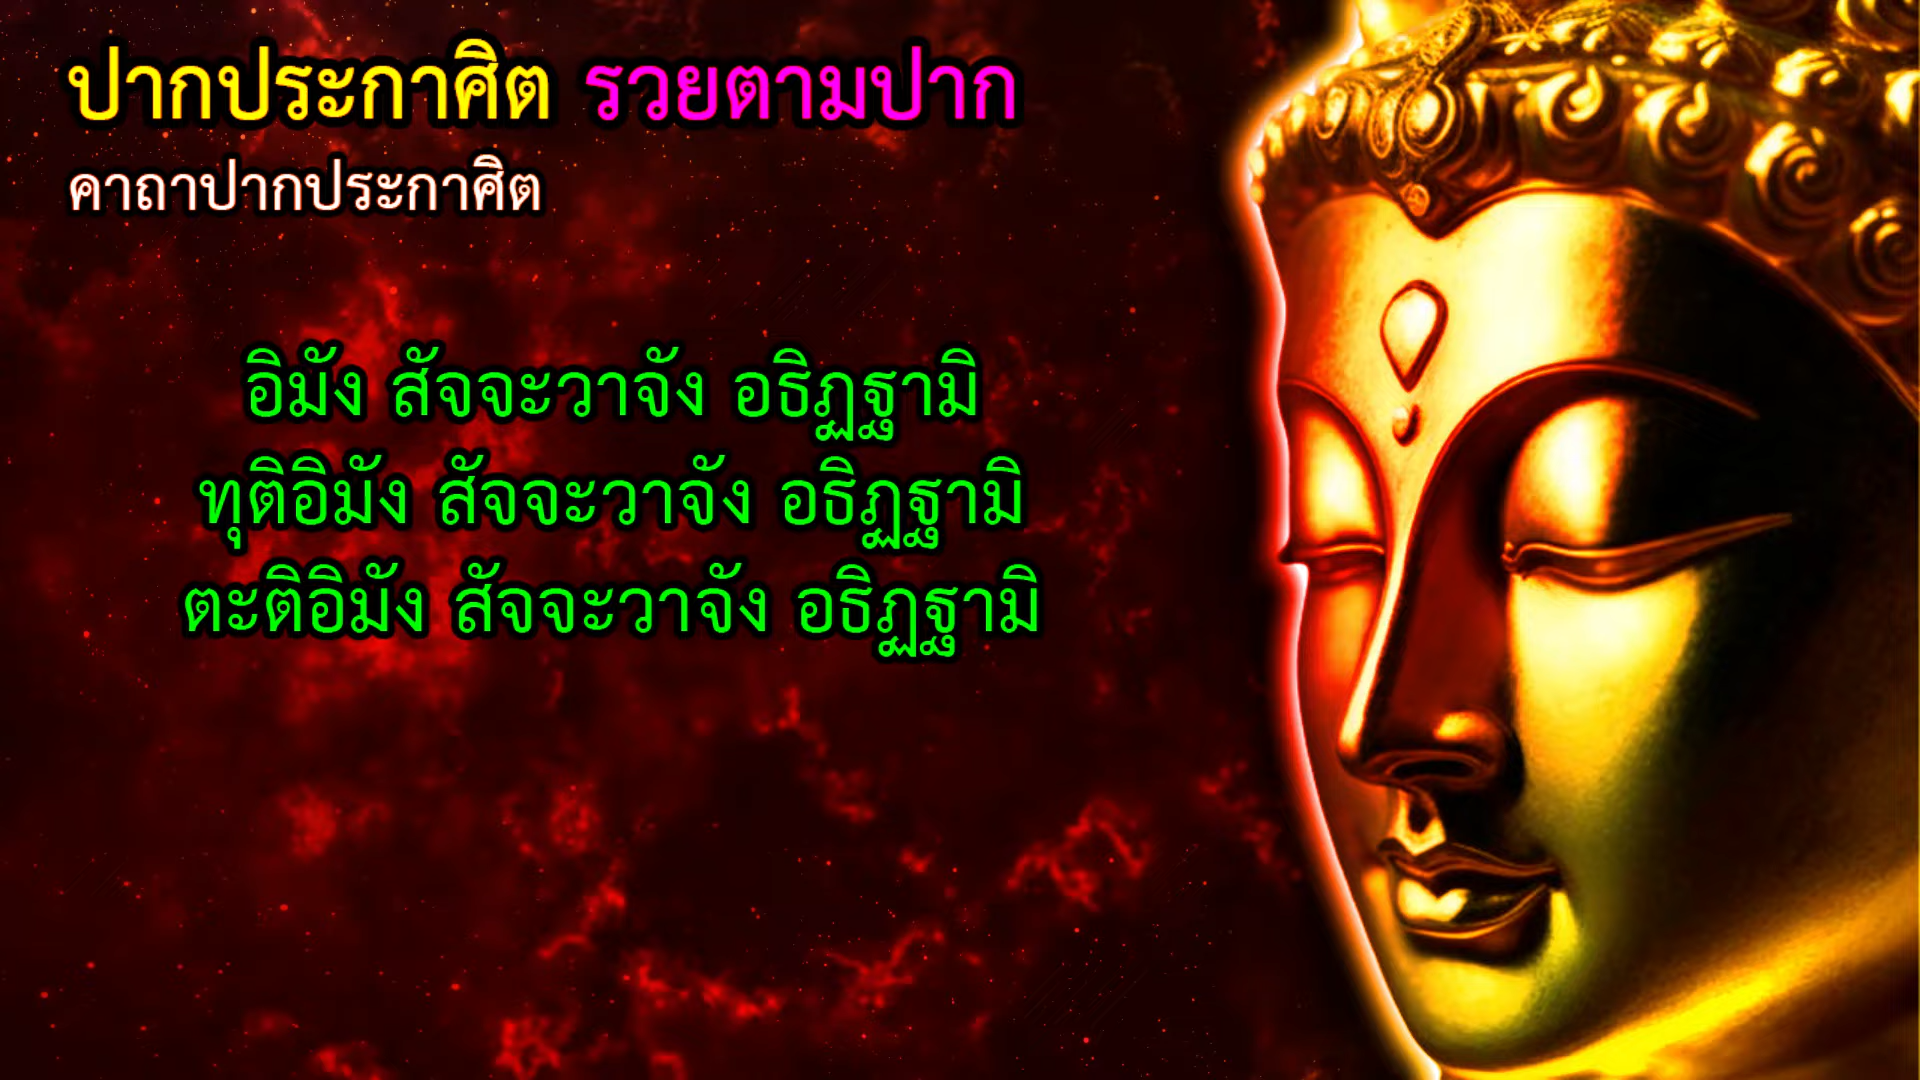 ปากประกาศิต รวยตามปาก
คาถาปากประกาศิต
อิมัง สัจจะวาจัง อธิฏฐามิ
ทุติอิมัง สัจจะวาจัง อธิฏฐามิ
ตะติอิมัง สัจจะวาจัง อธิฏฐามิ